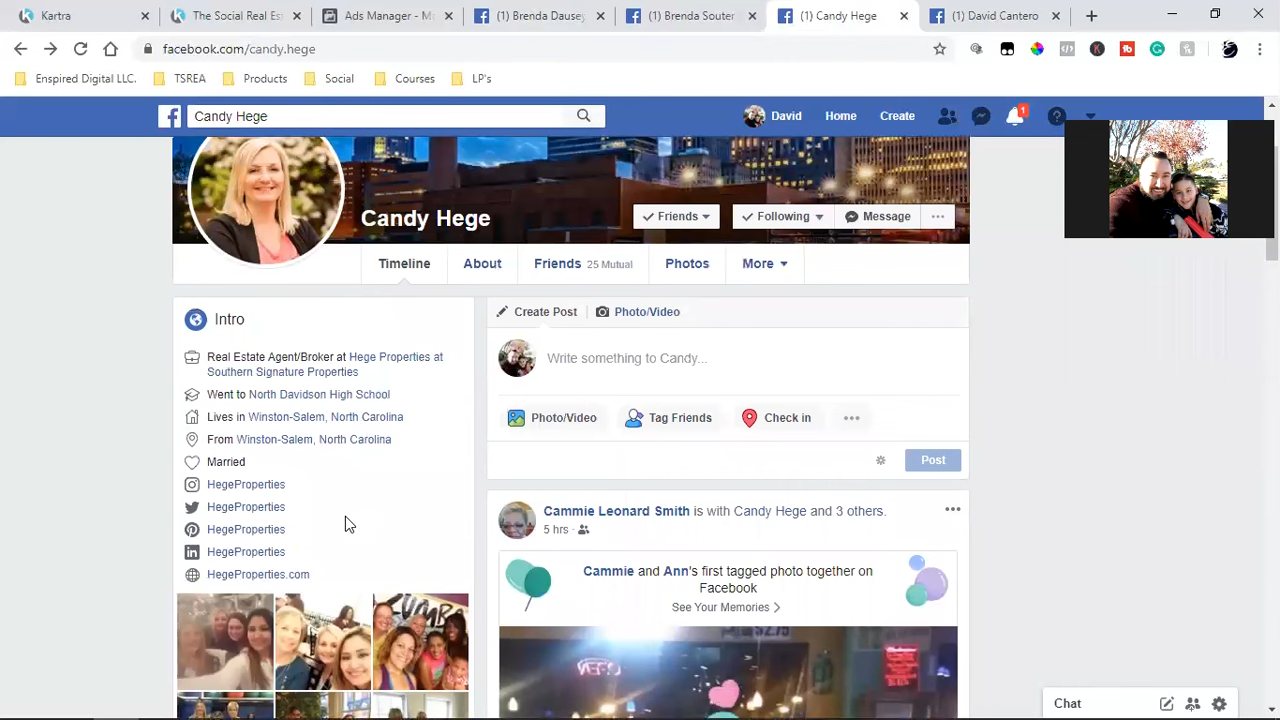 Kartra
The Social Real Est
Ads Manager - M
(1) Brenda Dausey
(1) Brenda Souter
(1) Candy Hege
(1) David Cantero
facebook.com/candy.hege
Enspired Digital LLC.
TSREA
Products
Social
Courses
LP's
Candy Hege
David
Home
Create
1
Candy Hege
Friends
Following
Message
Timeline
About
Friends 25 Mutual
Photos
More
Intro
Real Estate Agent/Broker at Hege Properties at
Southern Signature Properties
Went to North Davidson High School
Lives in Winston-Salem, North Carolina
From Winston-Salem, North Carolina
Married
HegeProperties
HegeProperties
HegeProperties
HegeProperties
HegeProperties.com
Create Post
Photo/Video
Write something to Candy...
Photo/Video
Tag Friends
Check in
Post
Cammie Leonard Smith is with Candy Hege and 3 others.
5 hrs
Cammie and Ann's first tagged photo together on
Facebook
See Your Memories
Chat